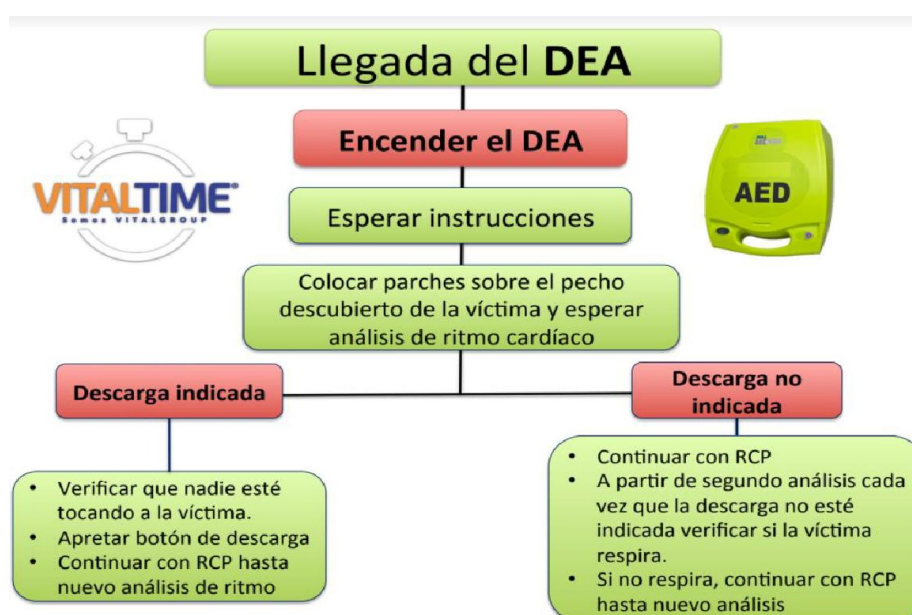 Llegada del DEA
Encender el DEA
VITALTIME®
Somos VITALGROUP
AED
Esperar instrucciones
Colocar parches sobre el pecho
descubierto de la víctima y esperar
análisis de ritmo cardíaco
Descarga indicada
• Verificar que nadie esté
tocando a la víctima.
• Apretar botón de descarga
• Continuar con RCP hasta
nuevo análisis de ritmo
Descarga no
indicada
• Continuar con RCP
• A partir de segundo análisis cada
vez que la descarga no esté
indicada verificar si la víctima
respira.
• Si no respira, continuar con RCP
hasta nuevo análisis